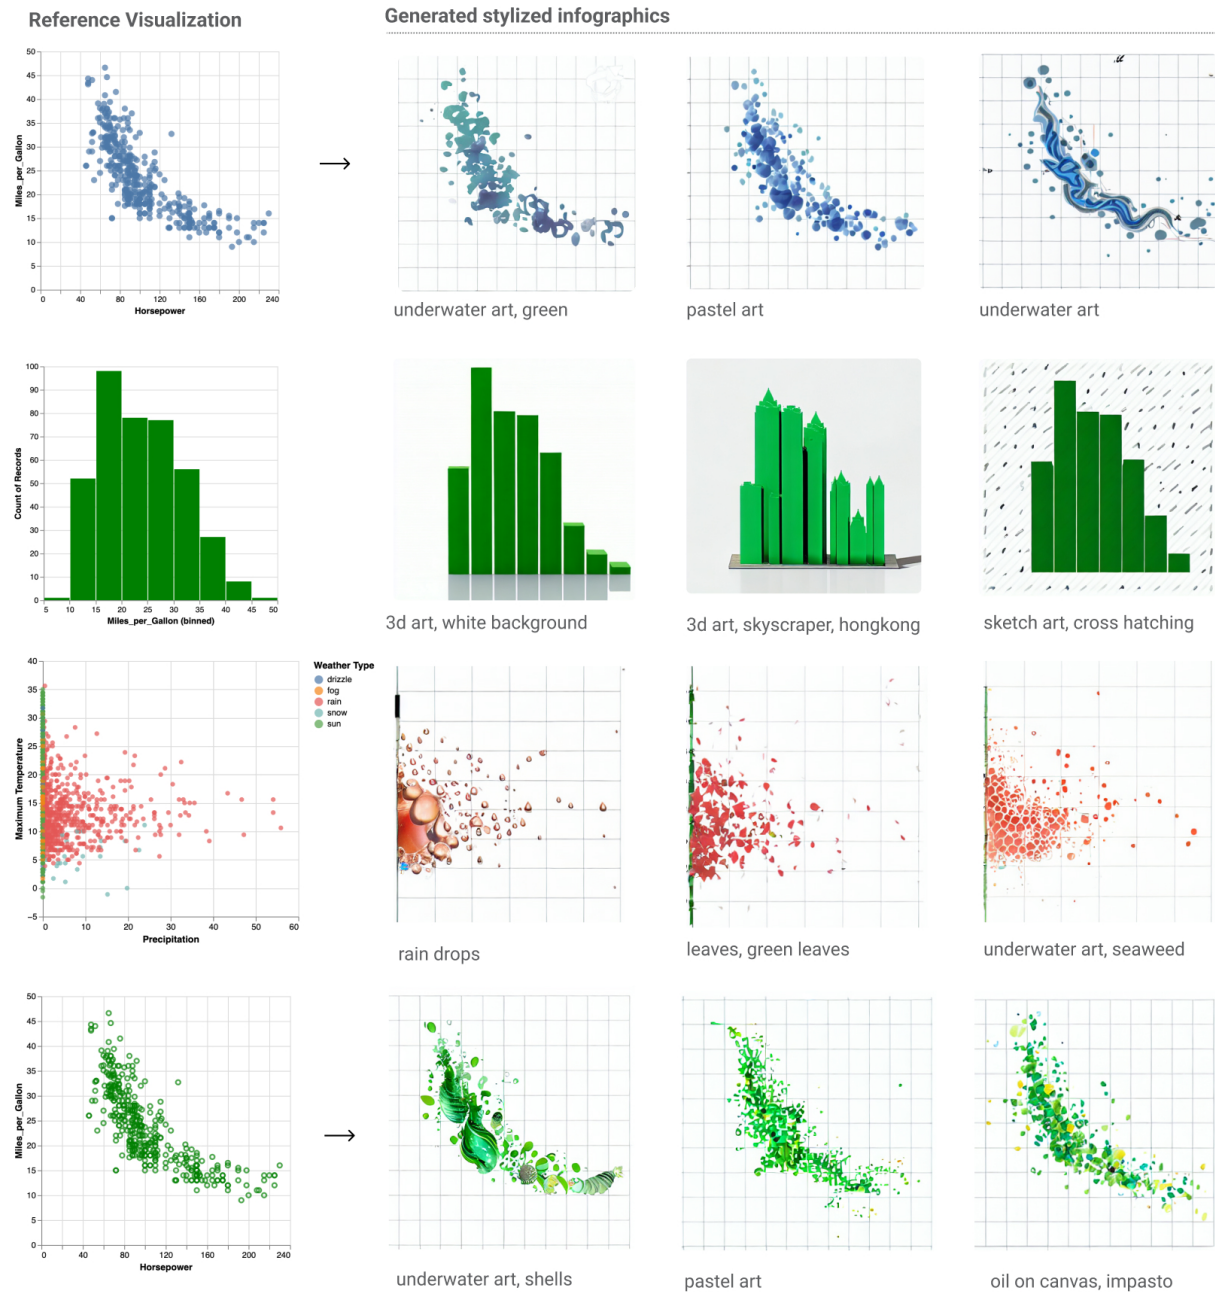 Reference Visualization
Generated stylized infographics
50
45
40
35
30
25
20
15
10
5
0
Miles_per_Gallon
0 40 80 120 160 200 240
Horsepower
underwater art, green
pastel art
underwater art
100
90
80
70
60
50
40
30
20
10
0
Count of Records
5 10 15 20 25 30 35 40 45 50
Miles_per_Gallon (binned)
3d art, white background
3d art, skyscraper, hongkong
sketch art, cross hatching
40
35
30
25
20
15
10
5
0
−5
Maximum Temperature
0 10 20 30 40 50 60
Precipitation
Weather Type
drizzle
fog
rain
snow
sun
rain drops
leaves, green leaves
underwater art, seaweed
50
45
40
35
30
25
20
15
10
5
0
Miles_per_Gallon
0 40 80 120 160 200 240
Horsepower
underwater art, shells
pastel art
oil on canvas, impasto